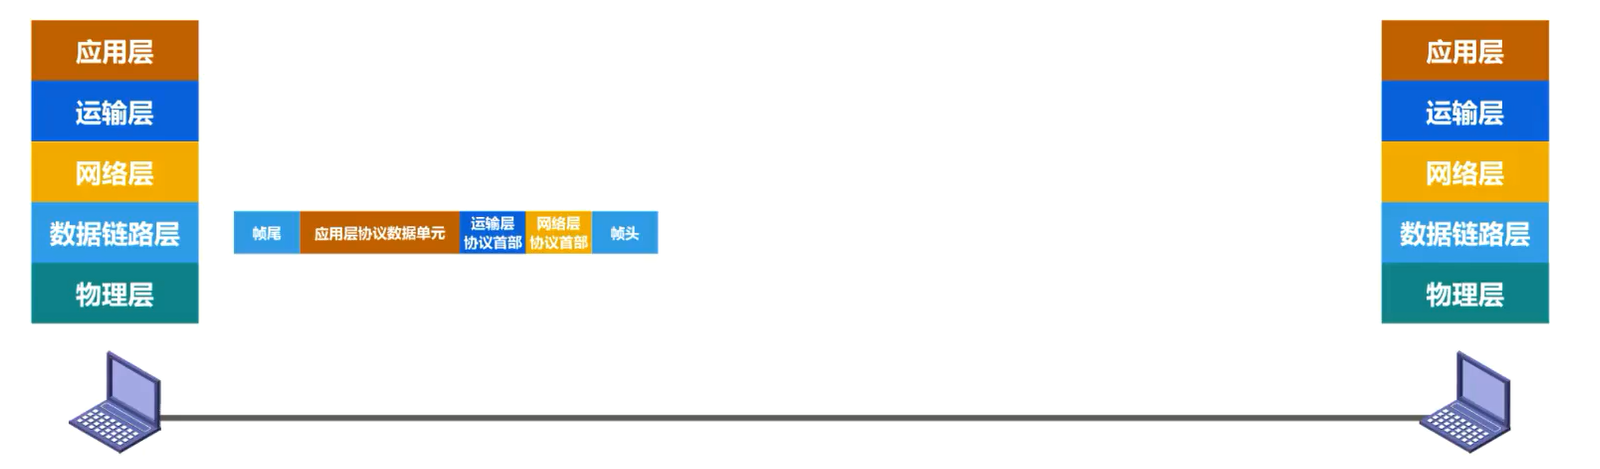 应用层
运输层
网络层
数据链路层
物理层
帧尾
应用层协议数据单元
运输层
协议首部
网络层
协议首部
帧头
应用层
运输层
网络层
数据链路层
物理层